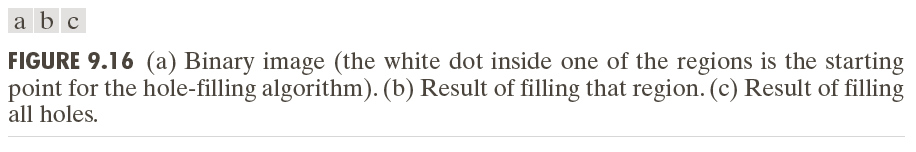 a b c
FIGURE 9.16 (a) Binary image (the white dot inside one of the regions is the starting
point for the hole-filling algorithm). (b) Result of filling that region. (c) Result of filling
all holes.